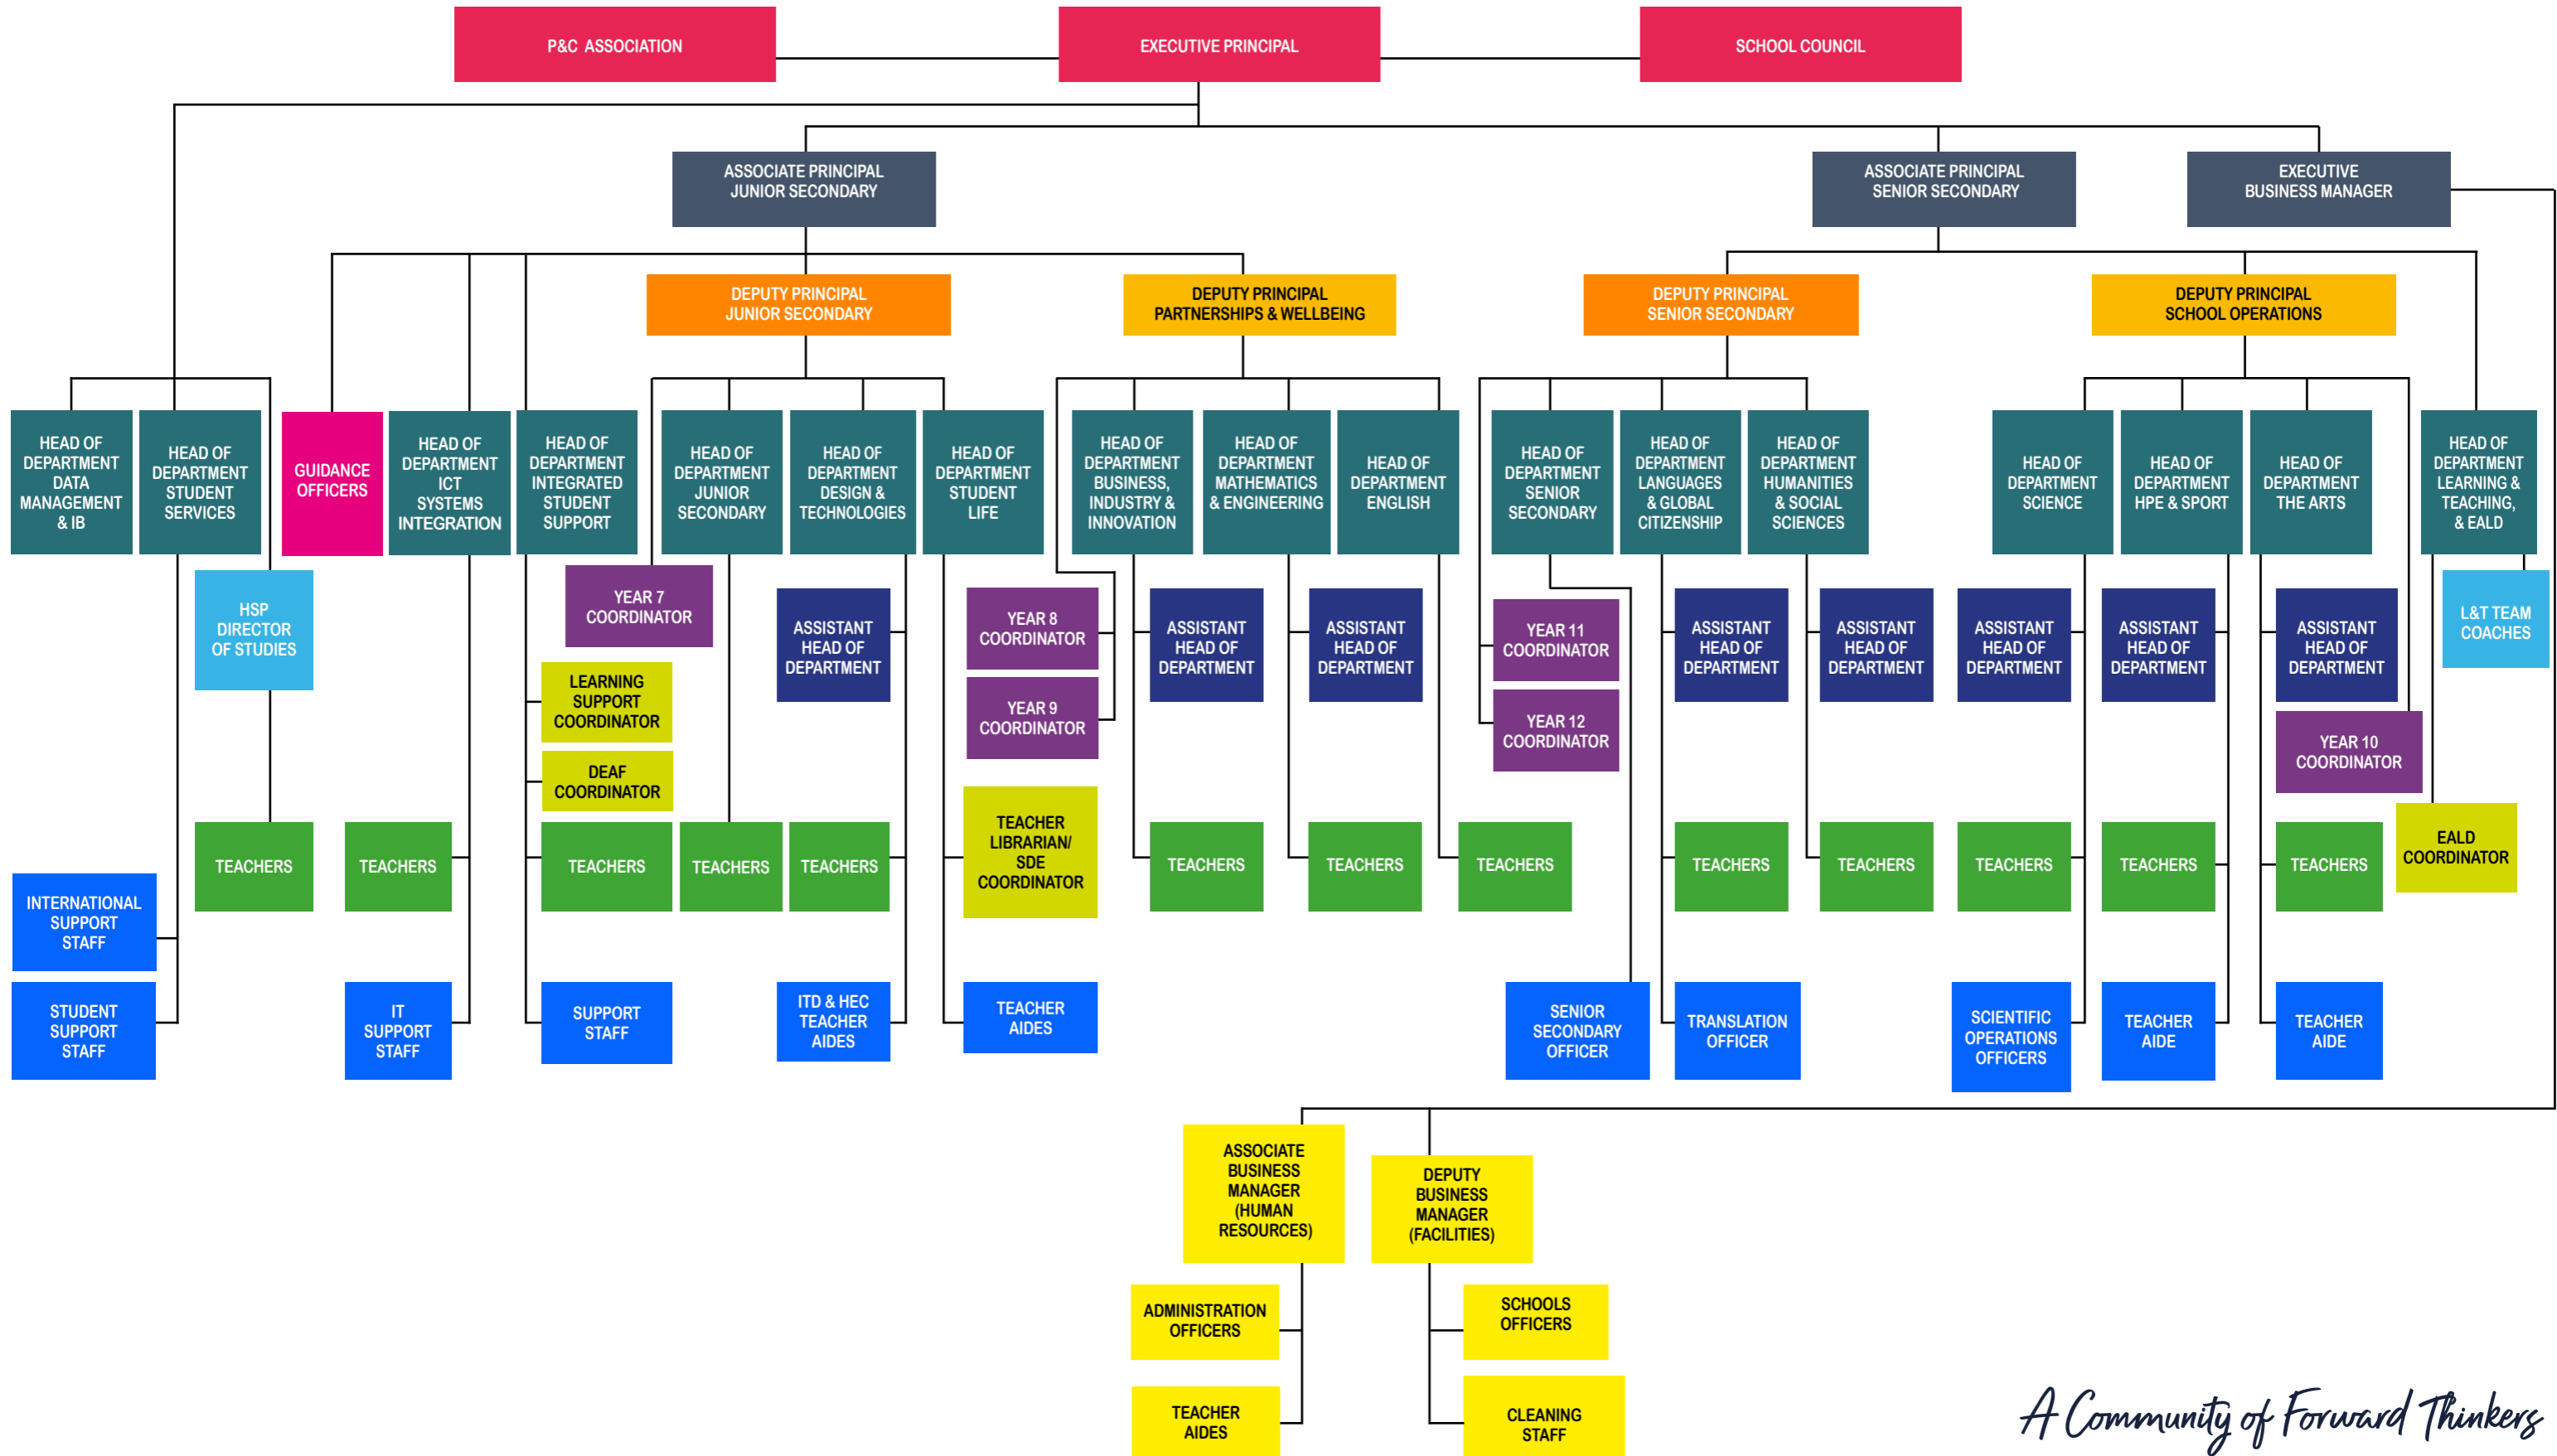 P&C ASSOCIATION
EXECUTIVE PRINCIPAL
SCHOOL COUNCIL
ASSOCIATE PRINCIPAL
JUNIOR SECONDARY
ASSOCIATE PRINCIPAL
SENIOR SECONDARY
EXECUTIVE
BUSINESS MANAGER
DEPUTY PRINCIPAL
JUNIOR SECONDARY
DEPUTY PRINCIPAL
PARTNERSHIPS & WELLBEING
DEPUTY PRINCIPAL
SENIOR SECONDARY
DEPUTY PRINCIPAL
SCHOOL OPERATIONS
HEAD OF
DEPARTMENT
DATA
MANAGEMENT
& IB
HEAD OF
DEPARTMENT
STUDENT
SERVICES
GUIDANCE
OFFICERS
HEAD OF
DEPARTMENT
ICT
SYSTEMS
INTEGRATION
HEAD OF
DEPARTMENT
INTEGRATED
STUDENT
SUPPORT
HEAD OF
DEPARTMENT
JUNIOR
SECONDARY
HEAD OF
DEPARTMENT
DESIGN &
TECHNOLOGIES
HEAD OF
DEPARTMENT
STUDENT
LIFE
HEAD OF
DEPARTMENT
BUSINESS,
INDUSTRY &
INNOVATION
HEAD OF
DEPARTMENT
MATHEMATICS
& ENGINEERING
HEAD OF
DEPARTMENT
ENGLISH
HEAD OF
DEPARTMENT
SENIOR
SECONDARY
HEAD OF
DEPARTMENT
LANGUAGES
& GLOBAL
CITIZENSHIP
HEAD OF
DEPARTMENT
HUMANITIES
& SOCIAL
SCIENCES
HEAD OF
DEPARTMENT
SCIENCE
HEAD OF
DEPARTMENT
HPE & SPORT
HEAD OF
DEPARTMENT
THE ARTS
HEAD OF
DEPARTMENT
LEARNING &
TEACHING,
& EALD
HSP
DIRECTOR
OF STUDIES
YEAR 7
COORDINATOR
ASSISTANT
HEAD OF
DEPARTMENT
YEAR 8
COORDINATOR
YEAR 9
COORDINATOR
ASSISTANT
HEAD OF
DEPARTMENT
ASSISTANT
HEAD OF
DEPARTMENT
YEAR 11
COORDINATOR
YEAR 12
COORDINATOR
ASSISTANT
HEAD OF
DEPARTMENT
ASSISTANT
HEAD OF
DEPARTMENT
ASSISTANT
HEAD OF
DEPARTMENT
ASSISTANT
HEAD OF
DEPARTMENT
ASSISTANT
HEAD OF
DEPARTMENT
L&T TEAM
COACHES
LEARNING
SUPPORT
COORDINATOR
DEAF
COORDINATOR
YEAR 10
COORDINATOR
TEACHERS
TEACHERS
TEACHERS
TEACHERS
TEACHERS
TEACHER
LIBRARIAN/
SDE
COORDINATOR
TEACHERS
TEACHERS
TEACHERS
TEACHERS
TEACHERS
TEACHERS
TEACHERS
TEACHERS
EALD
COORDINATOR
INTERNATIONAL
SUPPORT
STAFF
STUDENT
SUPPORT
STAFF
IT
SUPPORT
STAFF
SUPPORT
STAFF
ITD & HEC
TEACHER
AIDES
TEACHER
AIDES
SENIOR
SECONDARY
OFFICER
TRANSLATION
OFFICER
SCIENTIFIC
OPERATIONS
OFFICERS
TEACHER
AIDE
TEACHER
AIDE
ASSOCIATE
BUSINESS
MANAGER
(HUMAN
RESOURCES)
DEPUTY
BUSINESS
MANAGER
(FACILITIES)
ADMINISTRATION
OFFICERS
SCHOOLS
OFFICERS
TEACHER
AIDES
CLEANING
STAFF
A Community of Forward Thinkers